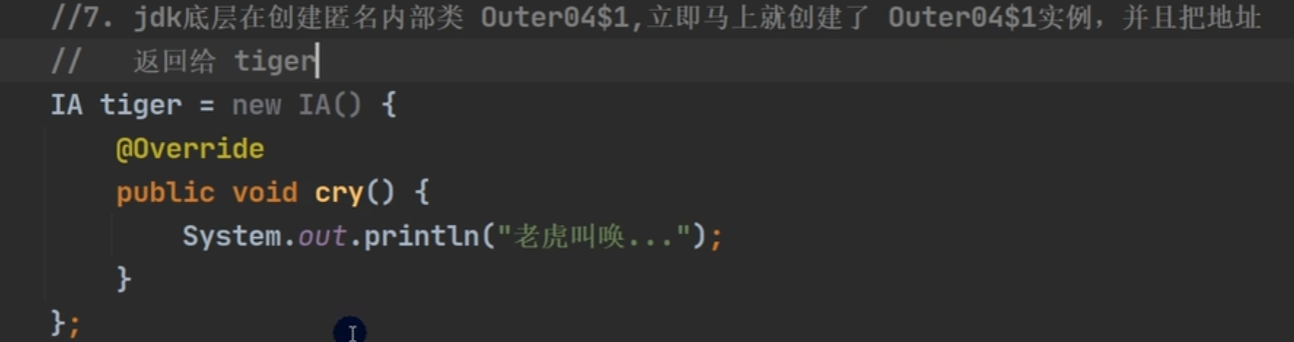 //7. jdk底层在创建匿名内部类 Outer04$1,立即马上就创建了 Outer04$1实例，并且把地址
//   返回给 tiger
IA tiger = new IA() {
    @Override
    public void cry() {
        System.out.println("老虎叫唤...");
    }
};